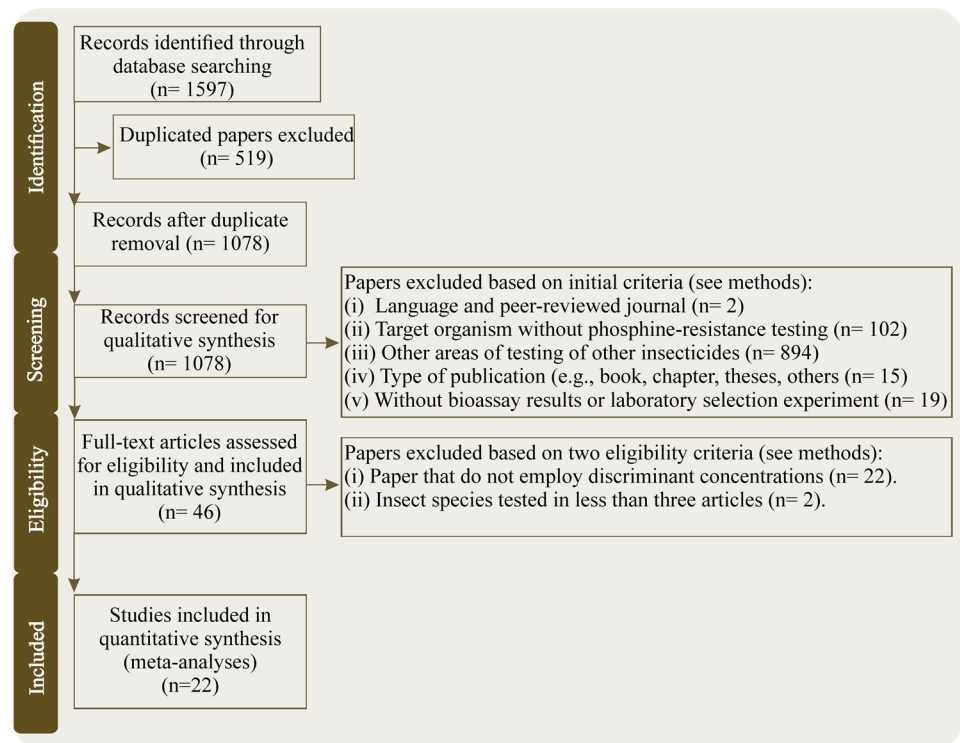 Identification
Records identified through
database searching
(n= 1597)
Duplicated papers excluded
(n= 519)
Records after duplicate
removal (n= 1078)
Screening
Records screened for
qualitative synthesis
(n= 1078)
Papers excluded based on initial criteria (see methods):
(i) Language and peer-reviewed journal (n= 2)
(ii) Target organism without phosphine-resistance testing (n= 102)
(iii) Other areas of testing of other insecticides (n= 894)
(iv) Type of publication (e.g., book, chapter, theses, others (n= 15)
(v) Without bioassay results or laboratory selection experiment (n= 19)
Eligibility
Full-text articles assessed
for eligibility and included
in qualitative synthesis
(n= 46)
Papers excluded based on two eligibility criteria (see methods):
(i) Paper that do not employ discriminant concentrations (n= 22).
(ii) Insect species tested in less than three articles (n= 2).
Included
Studies included in
quantitative synthesis
(meta-analyses)
(n=22)